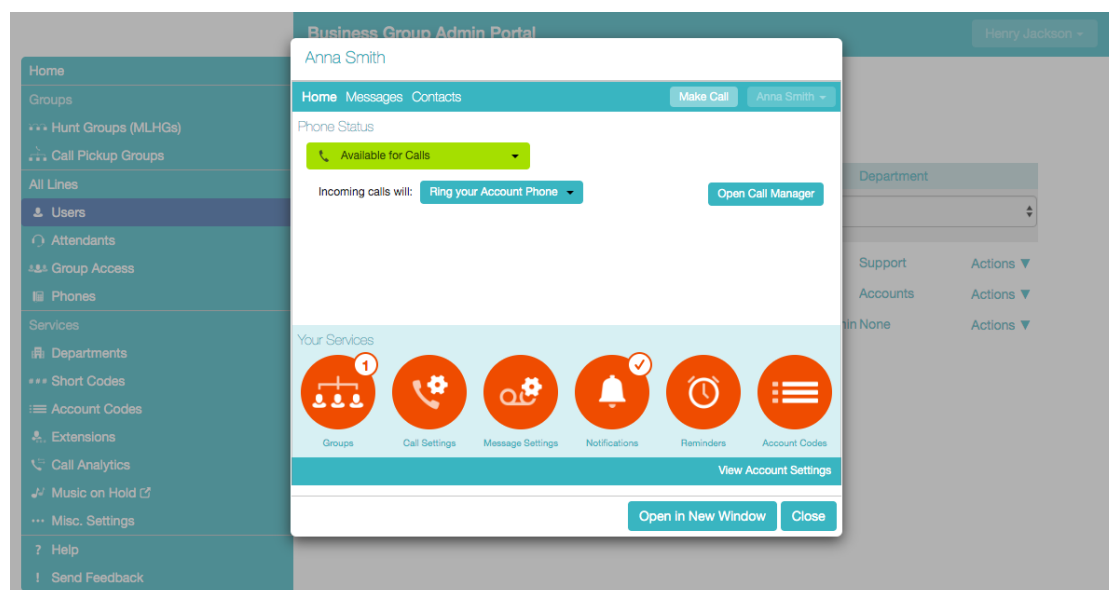 Business Group Admin Portal
Henry Jackson
Home
Groups
Hunt Groups (MLHGs)
Call Pickup Groups
All Lines
Users
Attendants
Group Access
Phones
Services
Departments
Short Codes
Account Codes
Extensions
Call Analytics
Music on Hold
Misc. Settings
? Help
! Send Feedback
Anna Smith
Home Messages Contacts Make Call Anna Smith
Phone Status
Available for Calls
Incoming calls will: Ring your Account Phone Open Call Manager
Your Services
1
Groups Call Settings Message Settings Notifications Reminders Account Codes
View Account Settings
Open in New Window Close
Department
Support Actions ▼
Accounts Actions ▼
None Actions ▼